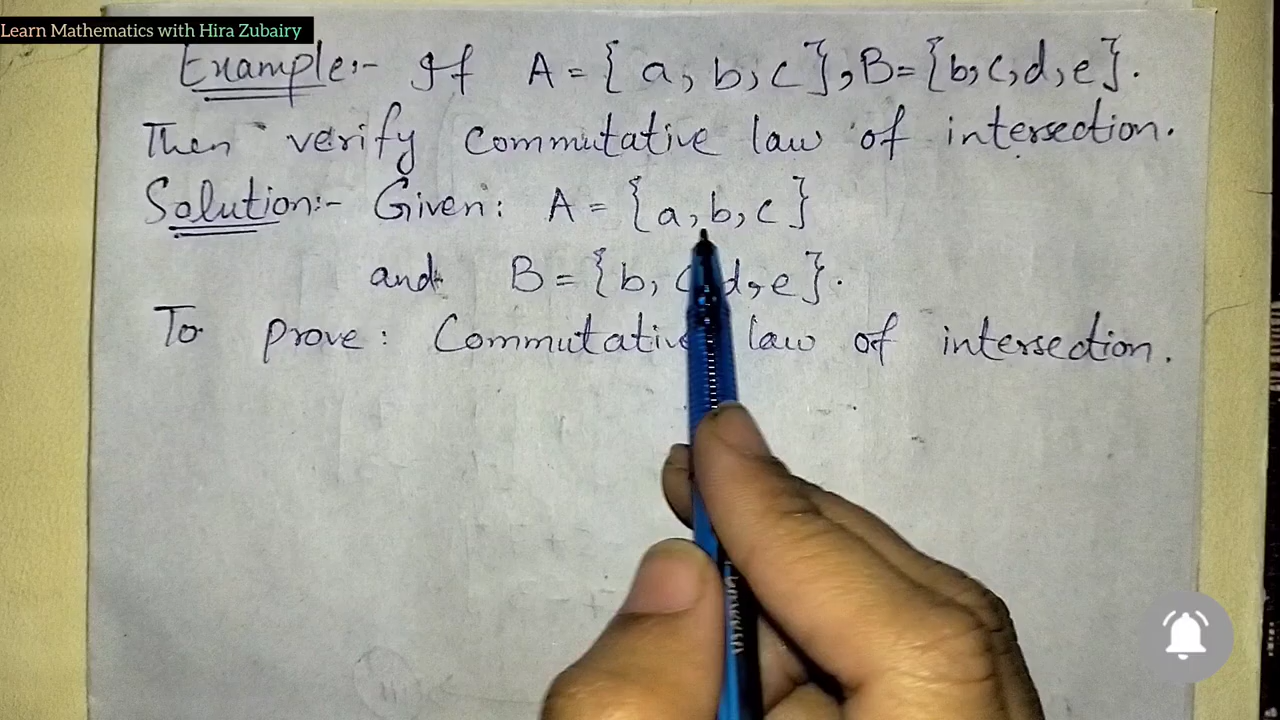 Learn Mathematics with Hira Zubairy
Example:- If A = { a, b, c }, B = {b, c, d, e }.
Then verify commutative law of intersection.
Solution:- Given: A = {a, b, c }
and B = {b, c, d, e }.
To prove: Commutative law of intersection.